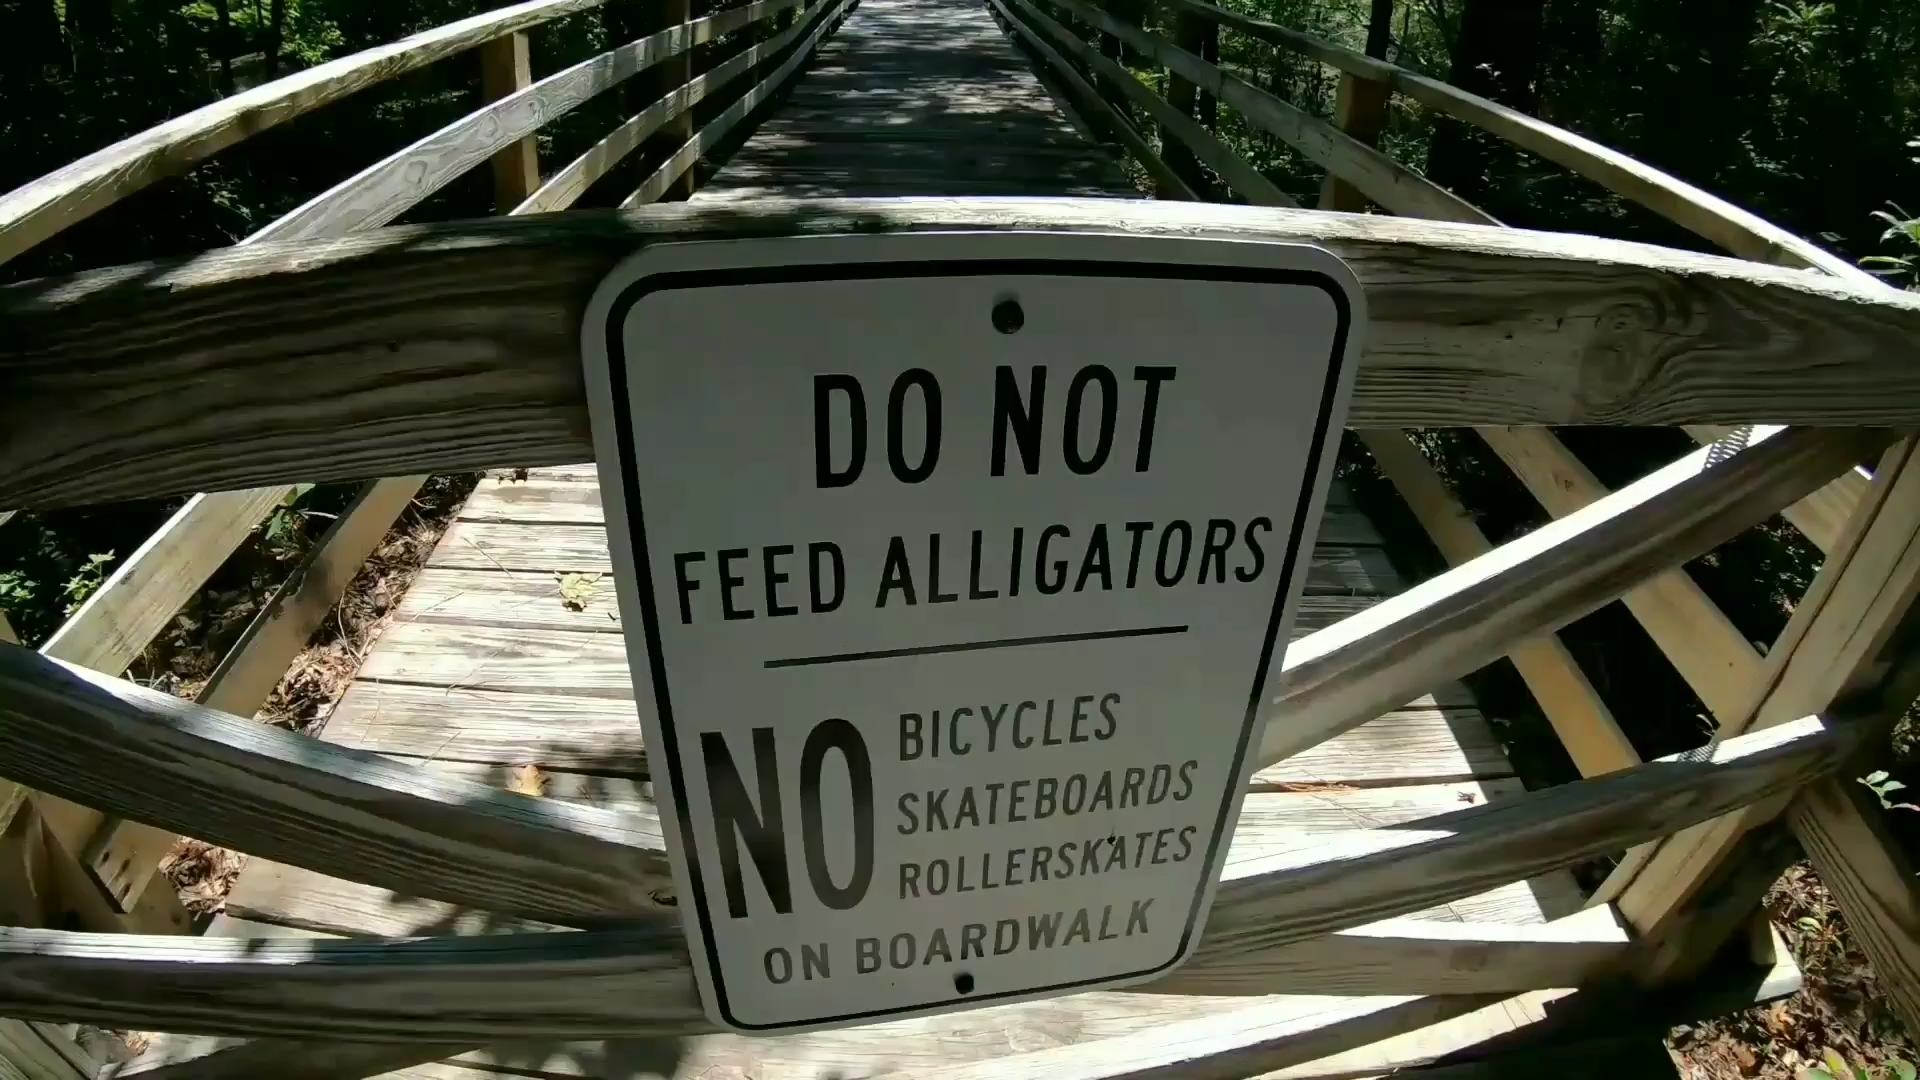 DO NOT
FEED ALLIGATORS
NO BICYCLES
SKATEBOARDS
ROLLERSKATES
ON BOARDWALK